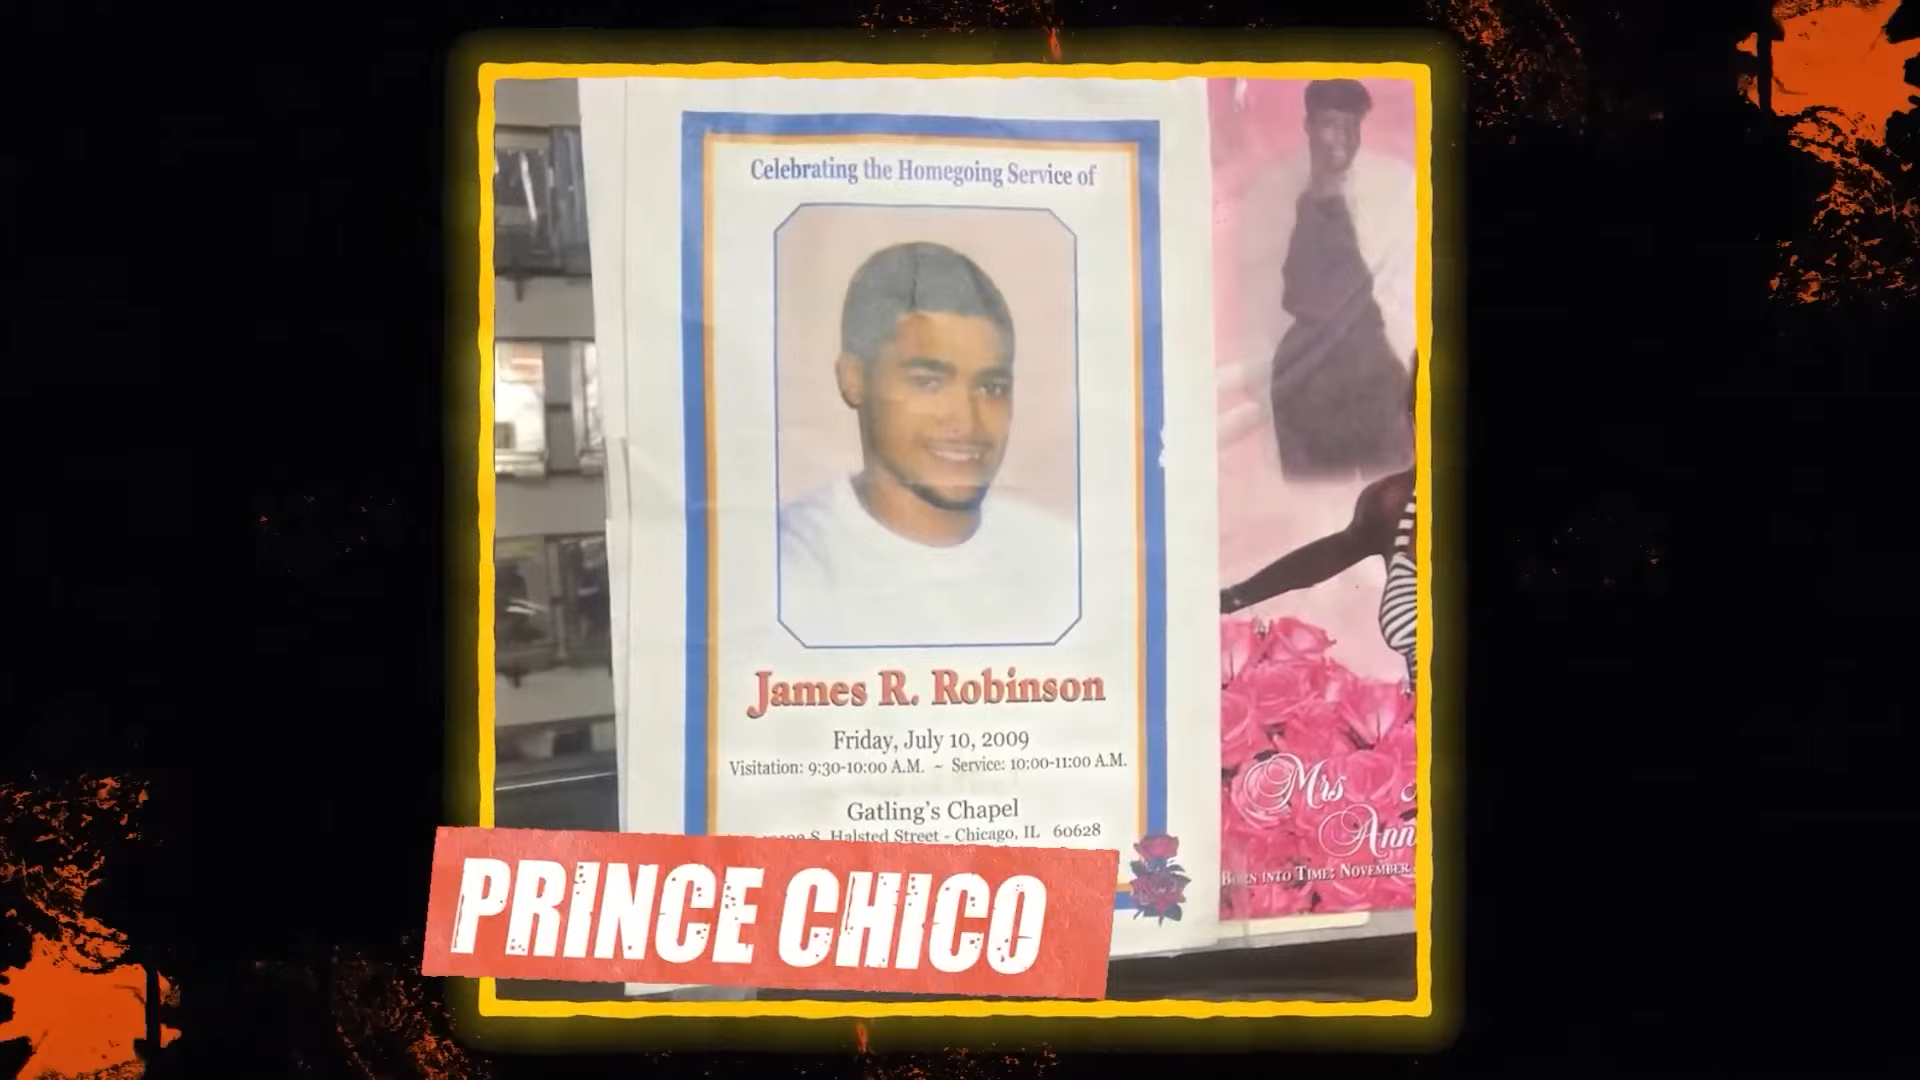 Celebrating the Homegoing Service of
James R. Robinson
Friday, July 10, 2009
Visitation: 9:30-10:00 A.M. ~ Service: 10:00-11:00 A.M.
Gatling's Chapel
S. Halsted Street - Chicago, IL 60628
PRINCE CHICO
Mrs
Ann
Born into Time: November